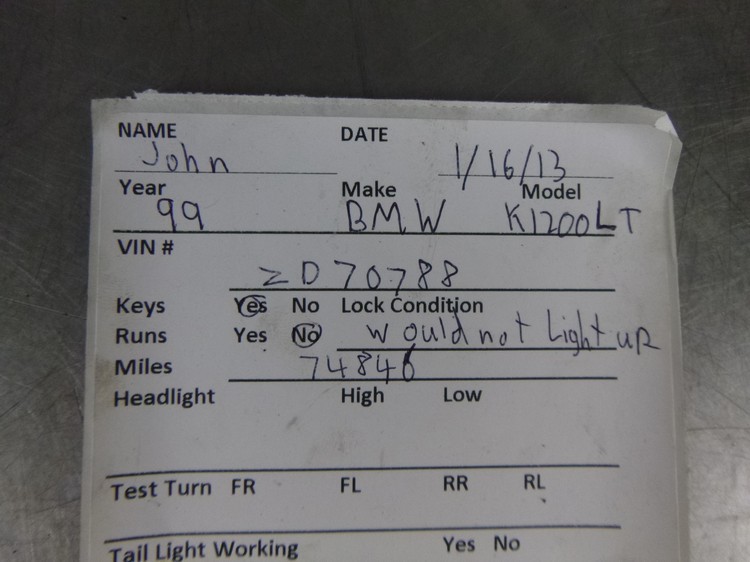 NAME DATE
John 1/16/13
Year Make Model
99 BMW K1200LT
VIN #
ZD70788
Keys Yes No Lock Condition
Runs Yes No would not Light up
Miles 74846
Headlight High Low
Test Turn FR FL RR RL
Tail Light Working Yes No